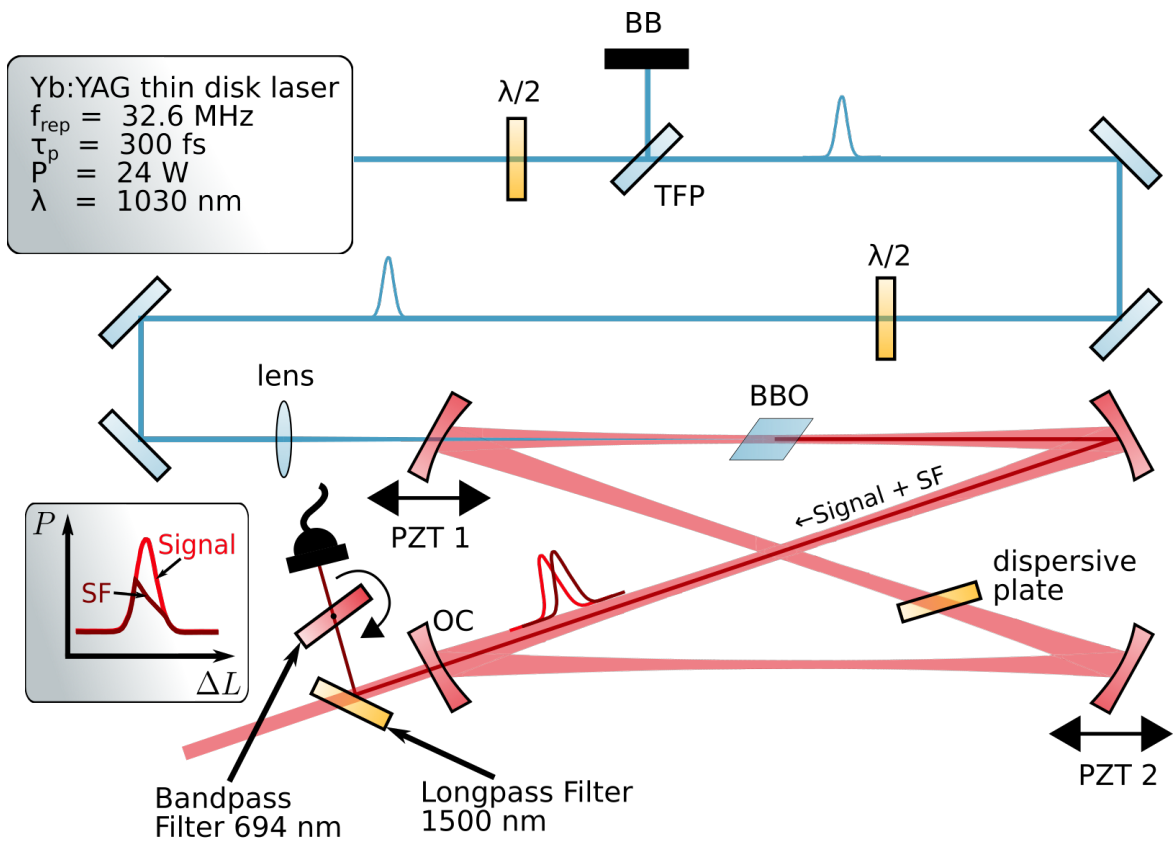 BB
Yb:YAG thin disk laser
f_rep = 32.6 MHz
τ_p = 300 fs
P = 24 W
λ = 1030 nm
λ/2
TFP
λ/2
lens
BBO
←Signal + SF
PZT 1
P
Signal
SF
ΔL
OC
dispersive
plate
PZT 2
Bandpass
Filter 694 nm
Longpass Filter
1500 nm